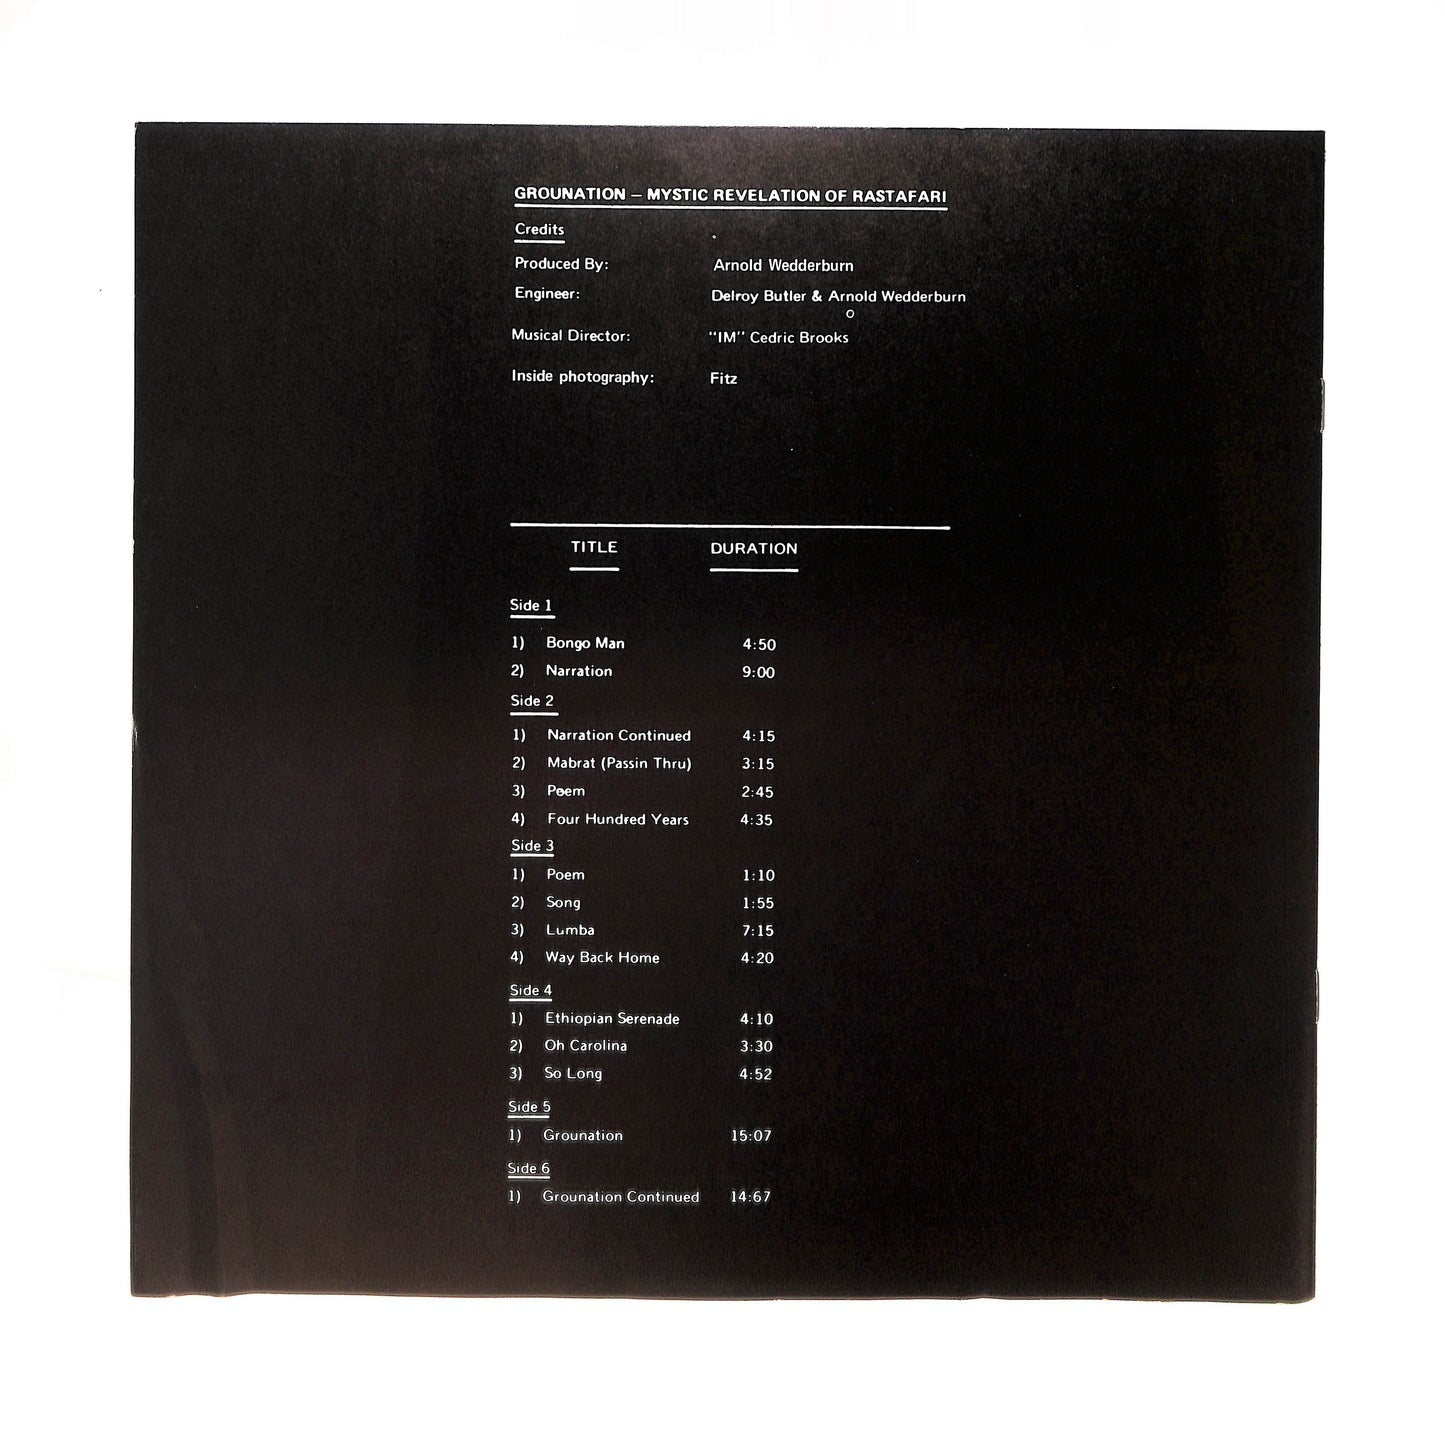 GROUNATION – MYSTIC REVELATION OF RASTAFARI
Credits
Produced By: Arnold Wedderburn
Engineer: Delroy Butler & Arnold Wedderburn
o
Musical Director: "IM" Cedric Brooks
Inside photography: Fitz
TITLE DURATION
Side 1
1) Bongo Man 4:50
2) Narration 9:00
Side 2
1) Narration Continued 4:15
2) Mabrat (Passin Thru) 3:15
3) Poem 2:45
4) Four Hundred Years 4:35
Side 3
1) Poem 1:10
2) Song 1:55
3) Lumba 7:15
4) Way Back Home 4:20
Side 4
1) Ethiopian Serenade 4:10
2) Oh Carolina 3:30
3) So Long 4:52
Side 5
1) Grounation 15:07
Side 6
1) Grounation Continued 14:67